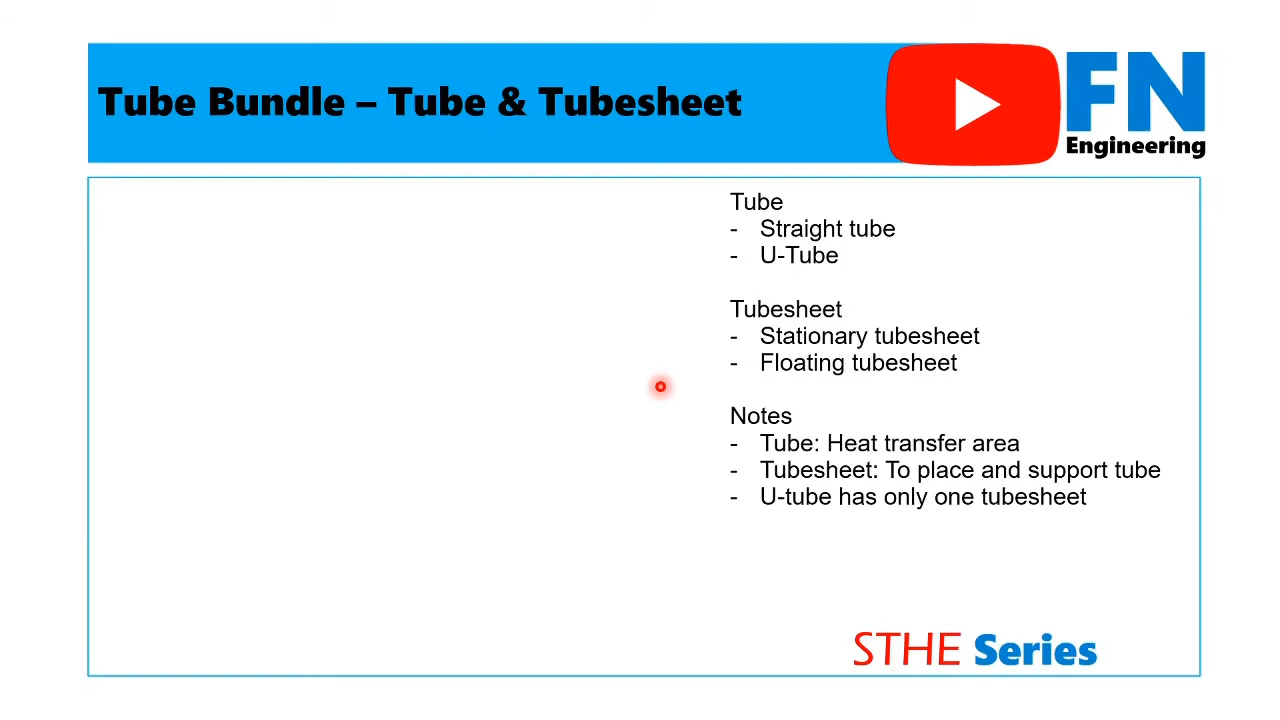 Tube Bundle – Tube & Tubesheet
FN
Engineering
Tube
- Straight tube
- U-Tube
Tubesheet
- Stationary tubesheet
- Floating tubesheet
Notes
- Tube: Heat transfer area
- Tubesheet: To place and support tube
- U-tube has only one tubesheet
STHE Series